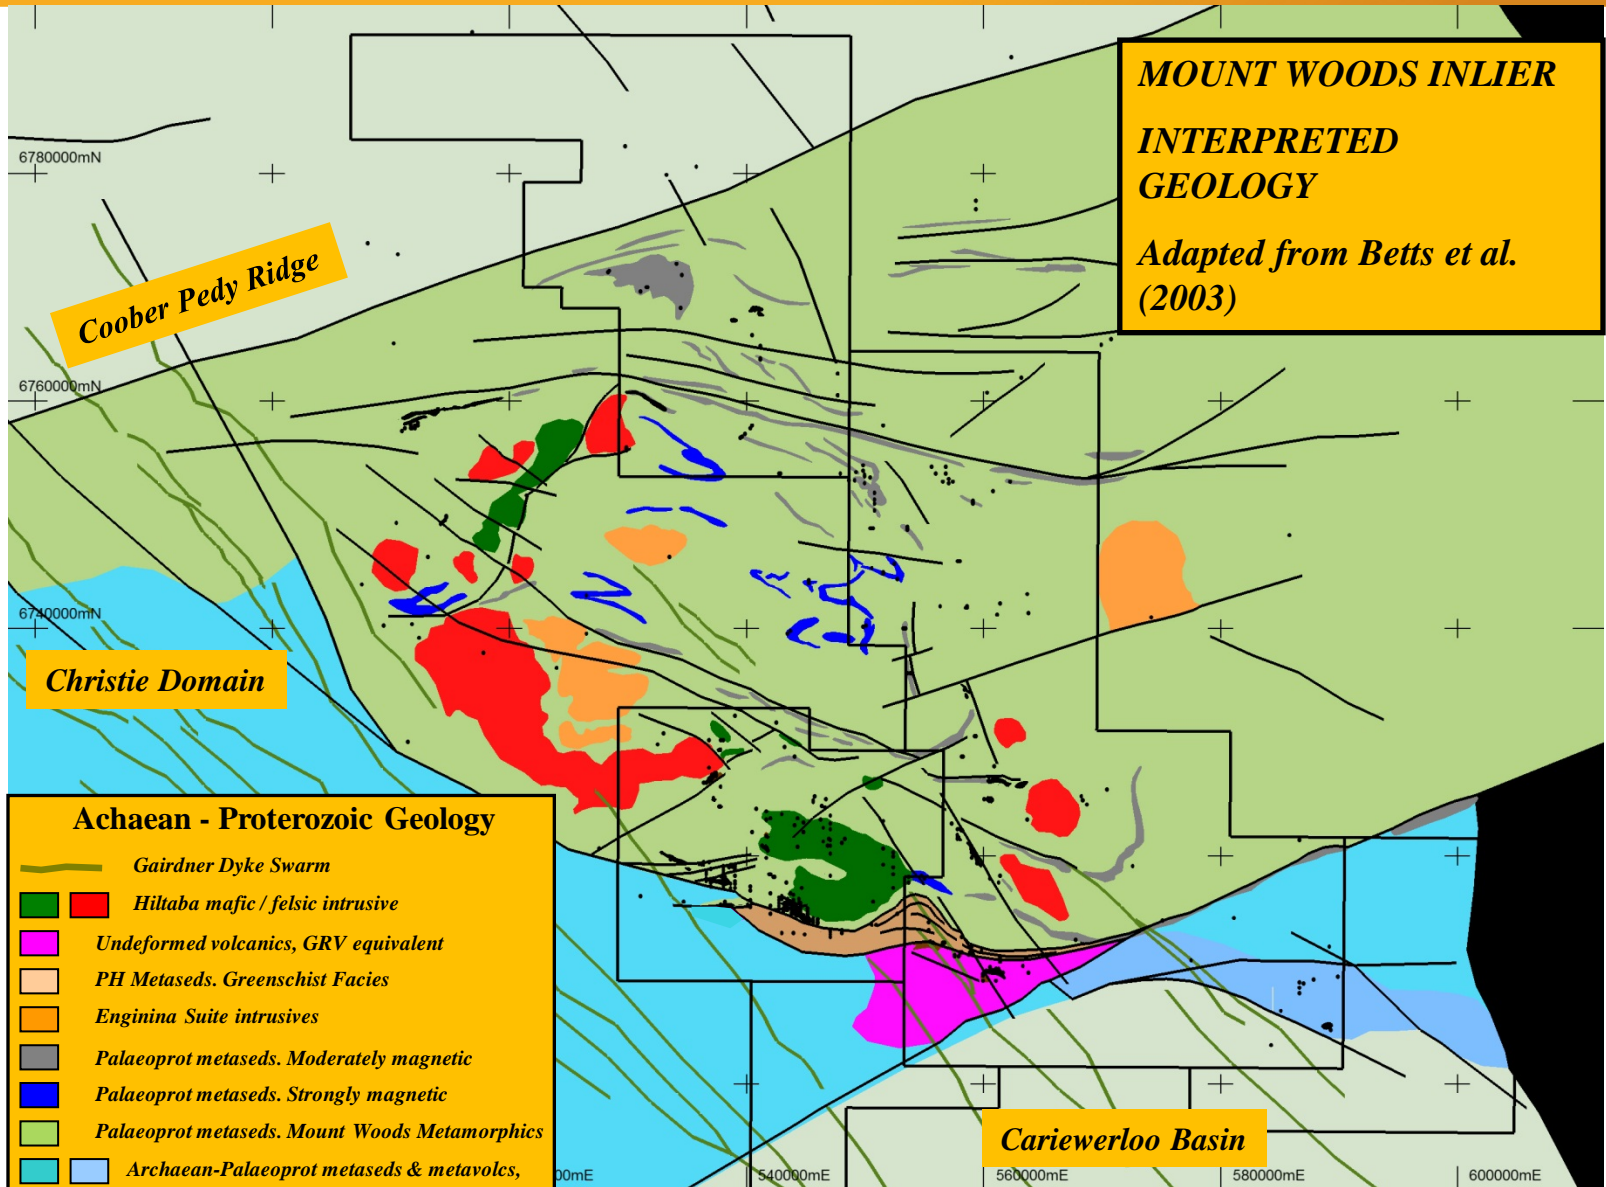 MOUNT WOODS INLIER
INTERPRETED
GEOLOGY
Adapted from Betts et al.
(2003)
6780000mN
Coober Pedy Ridge
6760000mN
6740000mN
Christie Domain
Achaean - Proterozoic Geology
Gairdner Dyke Swarm
Hiltaba mafic / felsic intrusive
Undeformed volcanics, GRV equivalent
PH Metaseds. Greenschist Facies
Enginina Suite intrusives
Palaeoprot metaseds. Moderately magnetic
Palaeoprot metaseds. Strongly magnetic
Palaeoprot metaseds. Mount Woods Metamorphics
Archaean-Palaeoprot metaseds & metavolcs,
Cariewerloo Basin
00mE
540000mE
560000mE
580000mE
600000mE